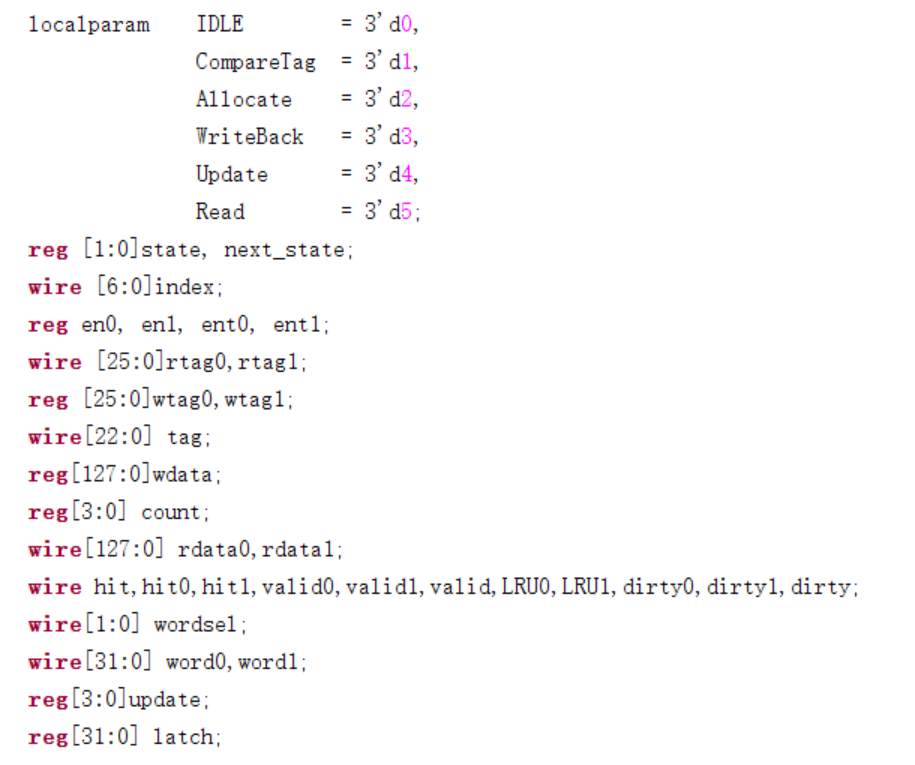 localparam IDLE = 3'd0,
CompareTag = 3'd1,
Allocate = 3'd2,
WriteBack = 3'd3,
Update = 3'd4,
Read = 3'd5;
reg [1:0]state, next_state;
wire [6:0]index;
reg en0, en1, ent0, ent1;
wire [25:0]rtag0,rtag1;
reg [25:0]wtag0,wtag1;
wire[22:0] tag;
reg[127:0]wdata;
reg[3:0] count;
wire[127:0] rdata0,rdata1;
wire hit,hit0,hit1,valid0,valid1,valid,LRU0,LRU1,dirty0,dirty1,dirty;
wire[1:0] wordsel;
wire[31:0] word0,word1;
reg[3:0]update;
reg[31:0] latch;